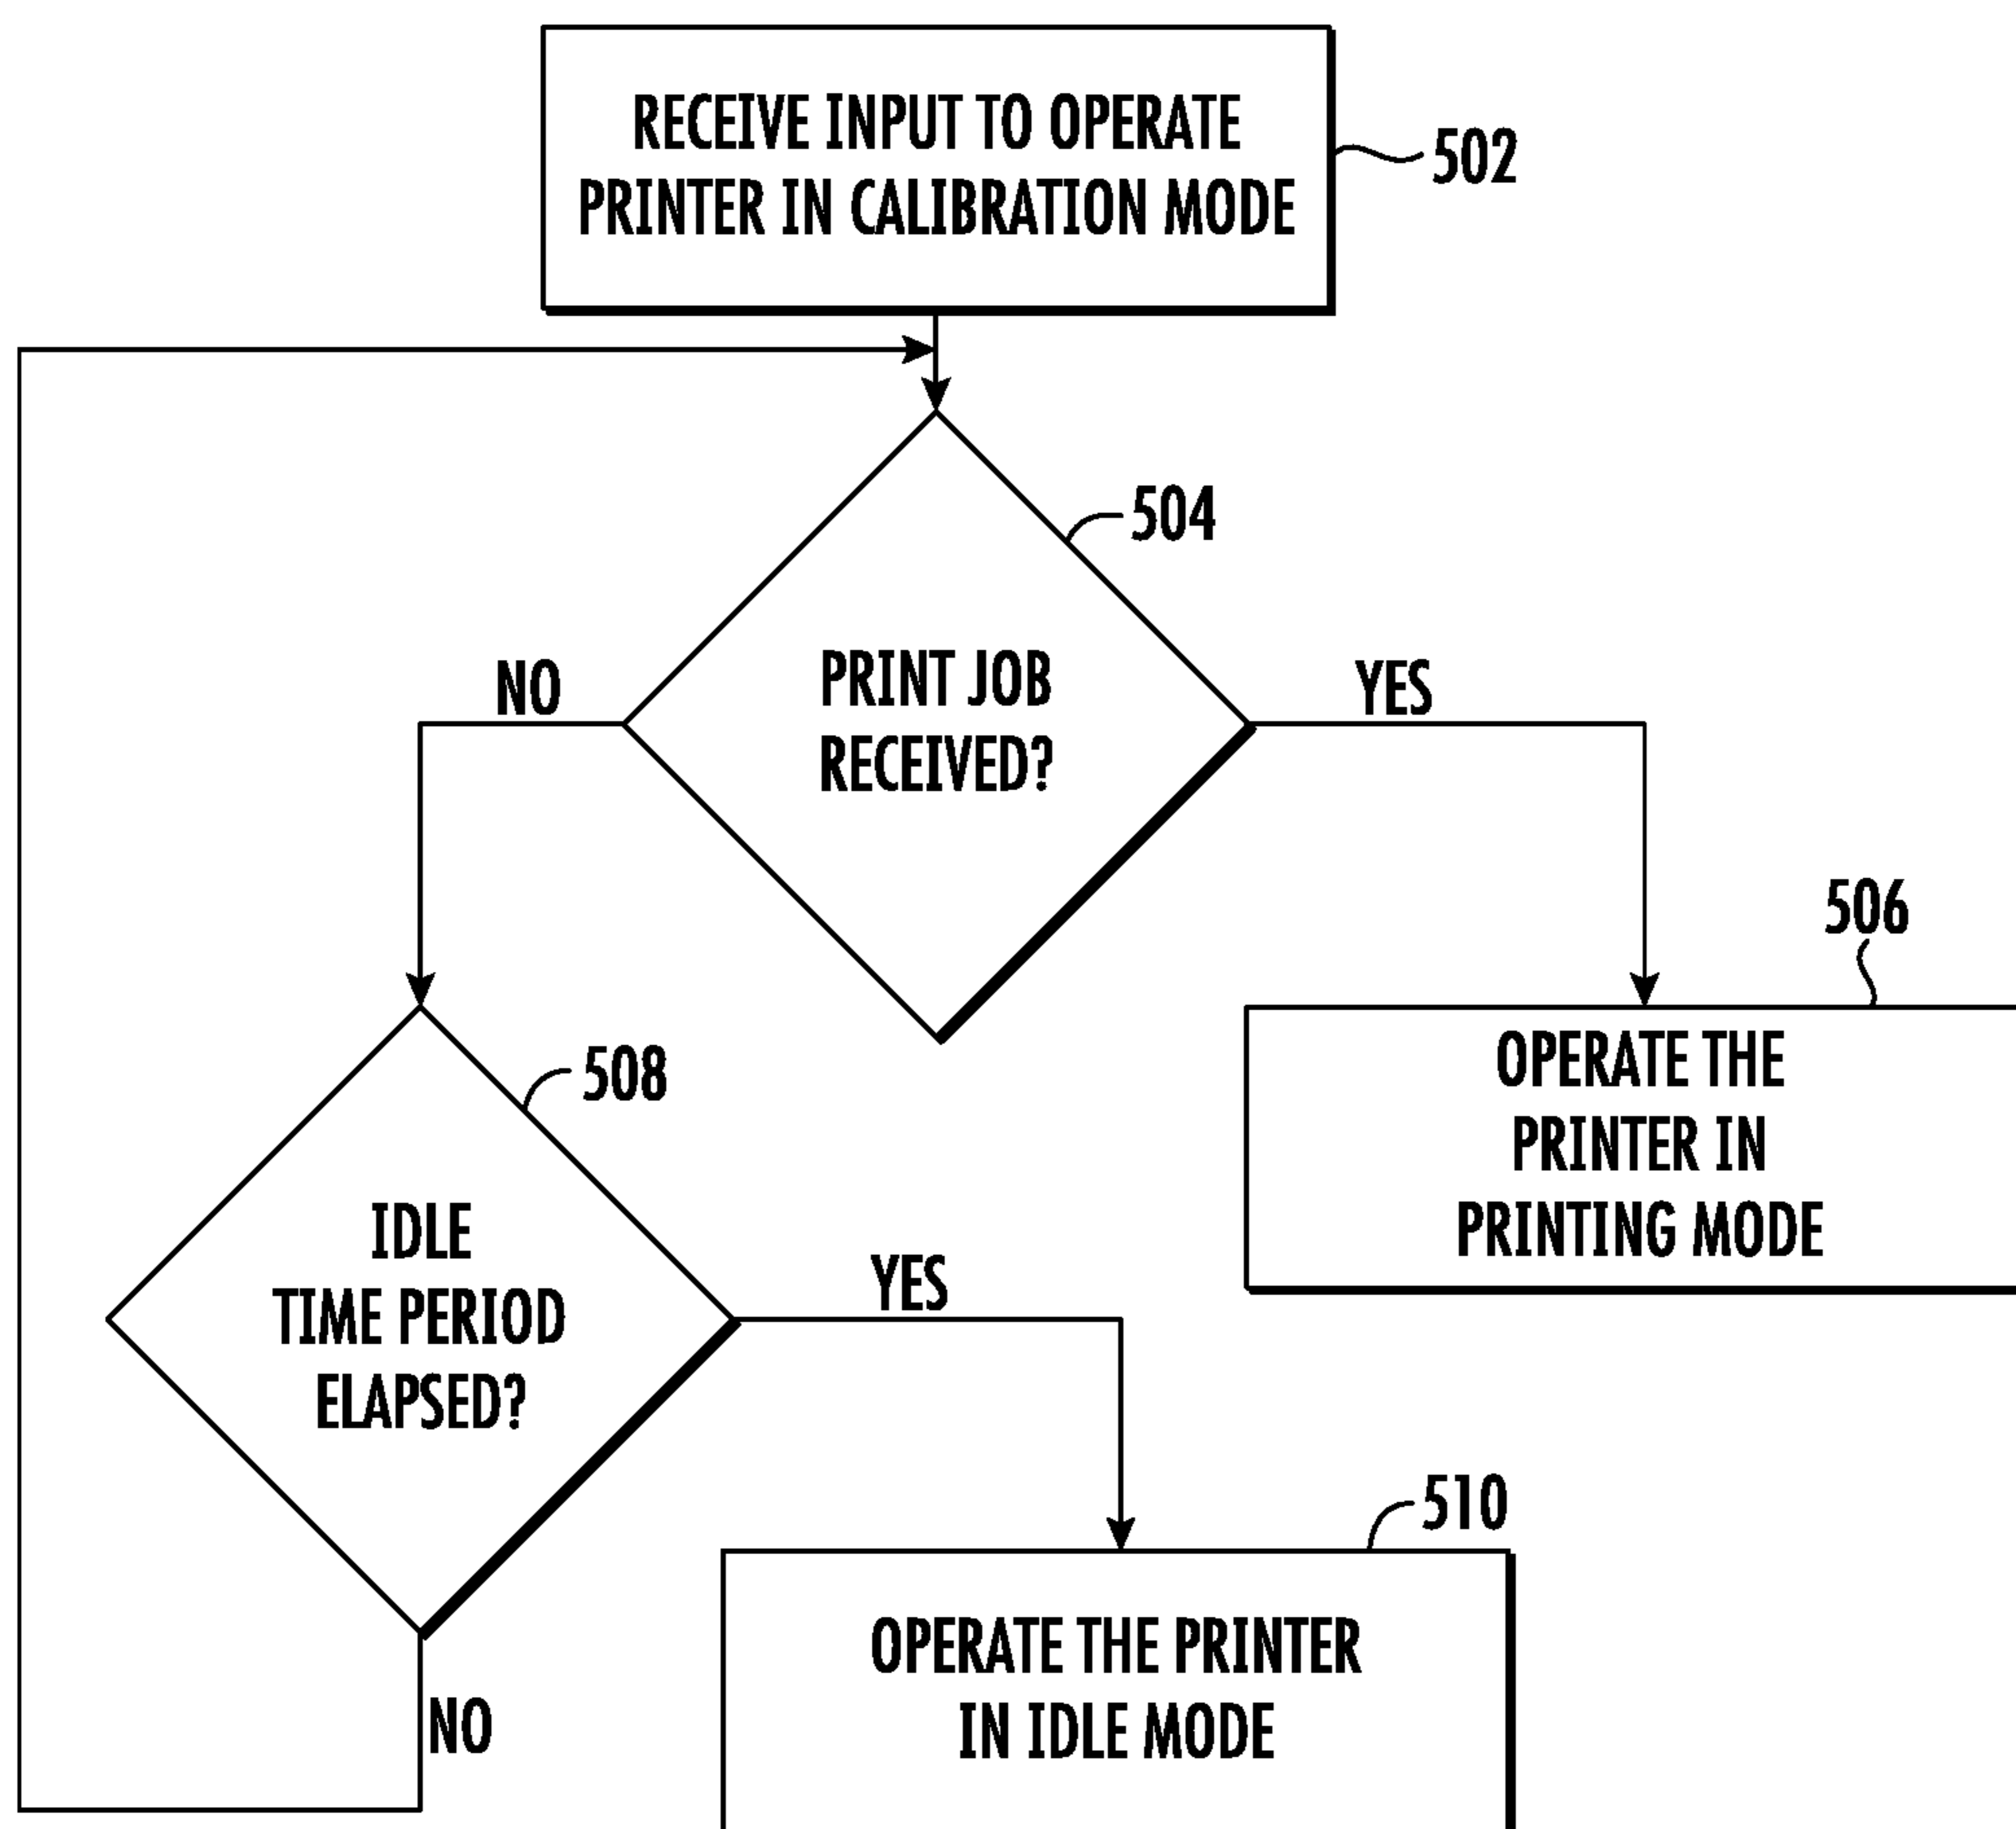 RECEIVE INPUT TO OPERATE
PRINTER IN CALIBRATION MODE
502
504
PRINT JOB
RECEIVED?
NO
YES
506
OPERATE THE
PRINTER IN
PRINTING MODE
508
IDLE
TIME PERIOD
ELAPSED?
YES
NO
510
OPERATE THE PRINTER
IN IDLE MODE